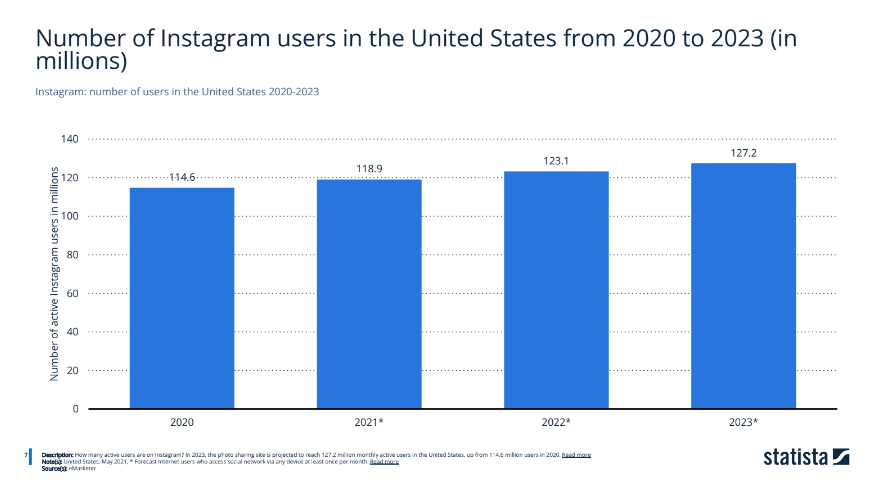 Number of Instagram users in the United States from 2020 to 2023 (in
millions)
Instagram: number of users in the United States 2020-2023
Number of active Instagram users in millions
140
120
100
80
60
40
20
0
114.6
118.9
123.1
127.2
2020
2021*
2022*
2023*
7
Description: How many active users are on Instagram? In 2023, the photo sharing site is projected to reach 127.2 million monthly active users in the United States, up from 114.6 million users in 2020. Read more
Note(s): United States; May 2021; * Forecast Internet users who access social network via any device at least once per month. Read more
Source(s): eMarketer
statista